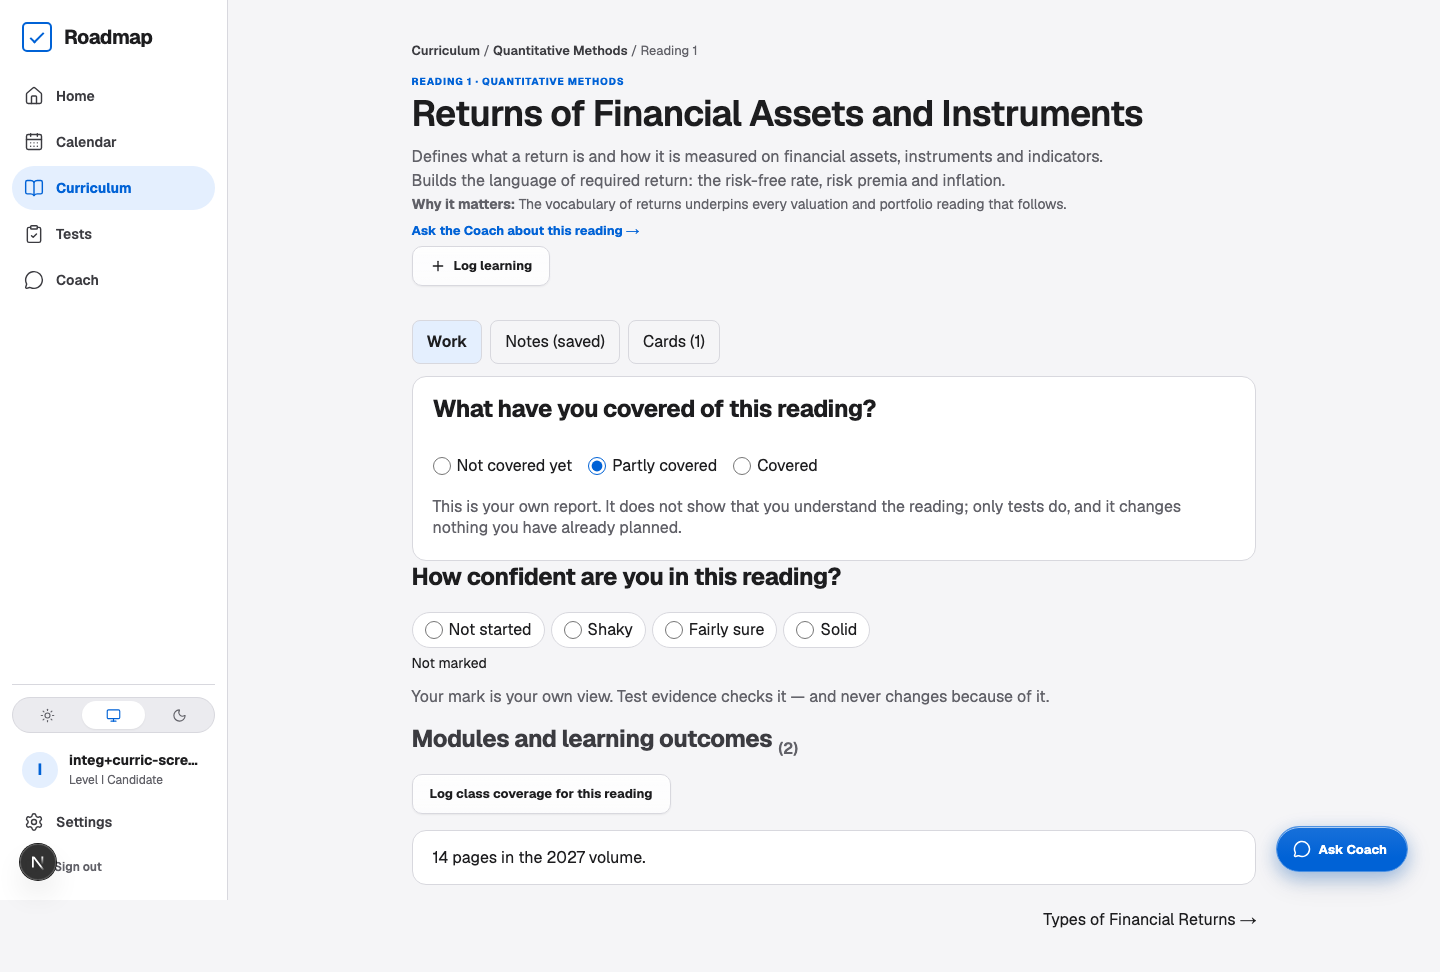 Roadmap
Home
Calendar
Curriculum
Tests
Coach
I
integ+curric-scre...
Level I Candidate
Settings
N
Sign out
Curriculum / Quantitative Methods / Reading 1
READING 1 · QUANTITATIVE METHODS
Returns of Financial Assets and Instruments
Defines what a return is and how it is measured on financial assets, instruments and indicators.
Builds the language of required return: the risk-free rate, risk premia and inflation.
Why it matters: The vocabulary of returns underpins every valuation and portfolio reading that follows.
Ask the Coach about this reading →
+ Log learning
Work
Notes (saved)
Cards (1)
What have you covered of this reading?
Not covered yet
Partly covered
Covered
This is your own report. It does not show that you understand the reading; only tests do, and it changes
nothing you have already planned.
How confident are you in this reading?
Not started
Shaky
Fairly sure
Solid
Not marked
Your mark is your own view. Test evidence checks it — and never changes because of it.
Modules and learning outcomes (2)
Log class coverage for this reading
14 pages in the 2027 volume.
Types of Financial Returns →
Ask Coach